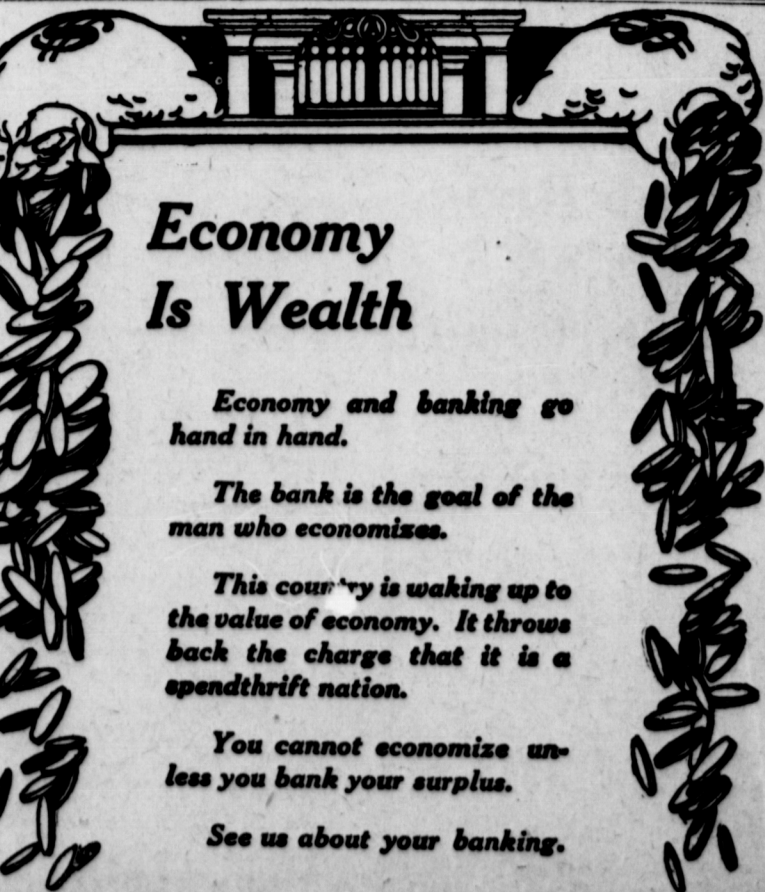 Economy
Is Wealth
Economy and banking go
hand in hand.
The bank is the goal of the
man who economizes.
This country is waking up to
the value of economy. It throws
back the charge that it is a
spendthrift nation.
You cannot economize un-
less you bank your surplus.
See us about your banking.